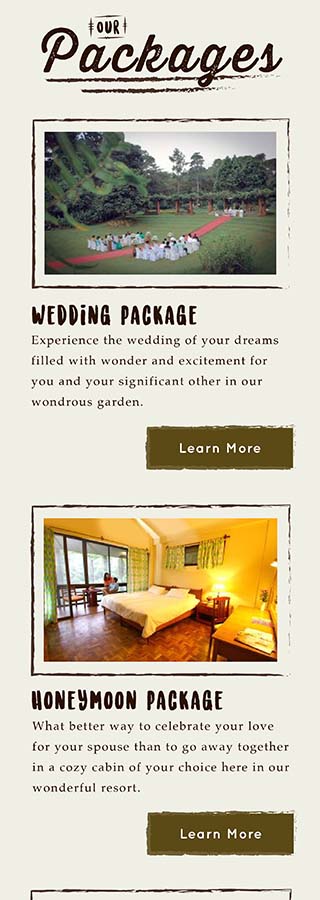 OUR
Packages
WEDDING PACKAGE
Experience the wedding of your dreams
filled with wonder and excitement for
you and your significant other in our
wondrous garden.
Learn More
HONEYMOON PACKAGE
What better way to celebrate your love
for your spouse than to go away together
in a cozy cabin of your choice here in our
wonderful resort.
Learn More